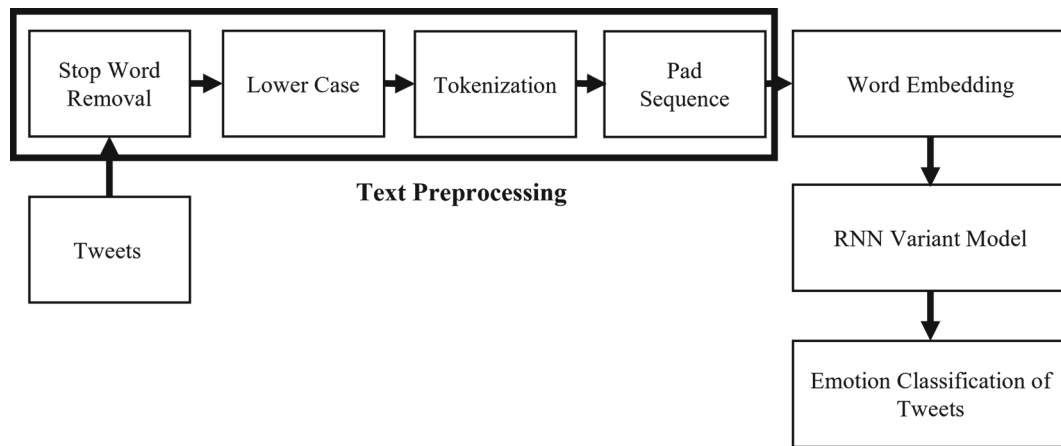 Stop Word
Removal
Lower Case
Tokenization
Pad
Sequence
Word Embedding
Text Preprocessing
Tweets
RNN Variant Model
Emotion Classification of
Tweets